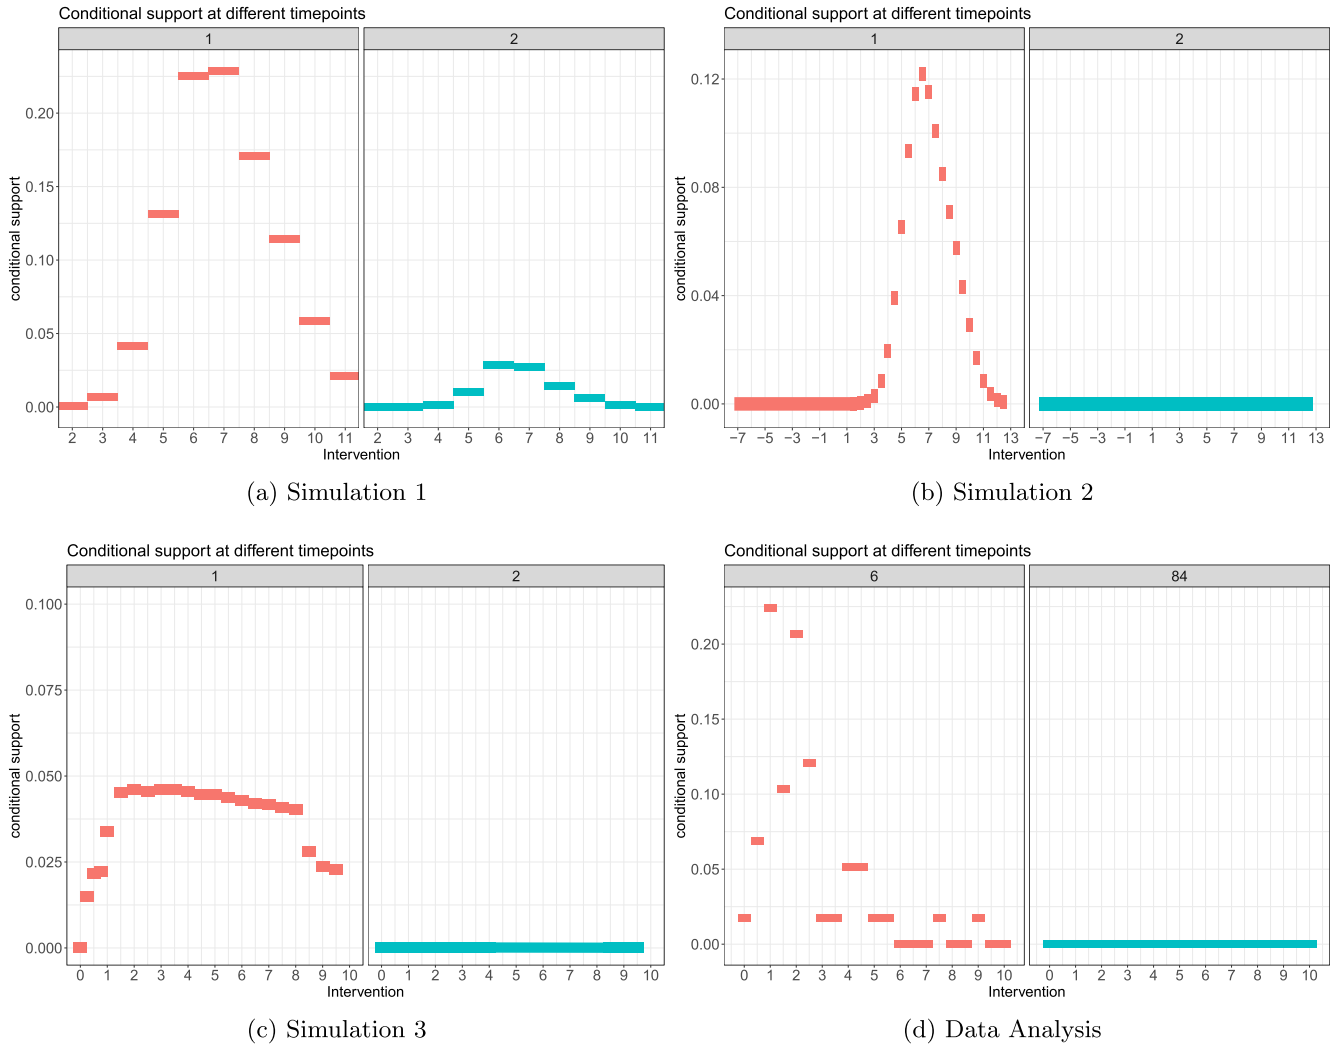 Conditional support at different timepoints
1 2
conditional support
0.20
0.15
0.10
0.05
0.00
2 3 4 5 6 7 8 9 10 11 2 3 4 5 6 7 8 9 10 11
Intervention
(a) Simulation 1
Conditional support at different timepoints
1 2
conditional support
0.12
0.08
0.04
0.00
−7 −5 −3 −1 1 3 5 7 9 11 13 −7 −5 −3 −1 1 3 5 7 9 11 13
Intervention
(b) Simulation 2
Conditional support at different timepoints
1 2
conditional support
0.100
0.075
0.050
0.025
0.000
0 1 2 3 4 5 6 7 8 9 10 0 1 2 3 4 5 6 7 8 9 10
Intervention
(c) Simulation 3
Conditional support at different timepoints
6 84
conditional support
0.20
0.15
0.10
0.05
0.00
0 1 2 3 4 5 6 7 8 9 10 0 1 2 3 4 5 6 7 8 9 10
Intervention
(d) Data Analysis